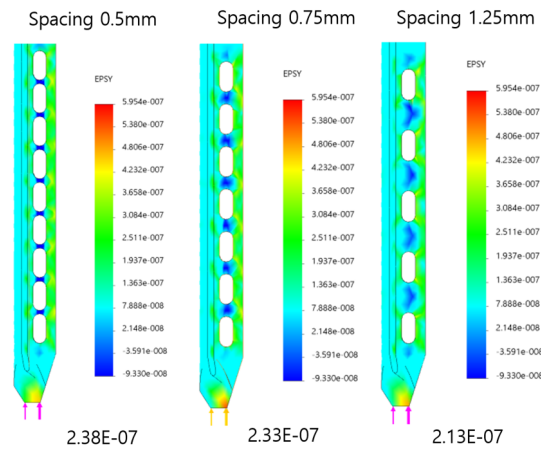 Spacing 0.5mm
Spacing 0.75mm
Spacing 1.25mm
EPSY
5.954e-007
5.380e-007
4.806e-007
4.232e-007
3.658e-007
3.084e-007
2.511e-007
1.937e-007
1.363e-007
7.888e-008
2.148e-008
-3.591e-008
-9.330e-008
EPSY
5.954e-007
5.380e-007
4.806e-007
4.232e-007
3.658e-007
3.084e-007
2.511e-007
1.937e-007
1.363e-007
7.888e-008
2.148e-008
-3.591e-008
-9.330e-008
EPSY
5.954e-007
5.380e-007
4.806e-007
4.232e-007
3.658e-007
3.084e-007
2.511e-007
1.937e-007
1.363e-007
7.888e-008
2.148e-008
-3.591e-008
-9.330e-008
2.38E-07
2.33E-07
2.13E-07